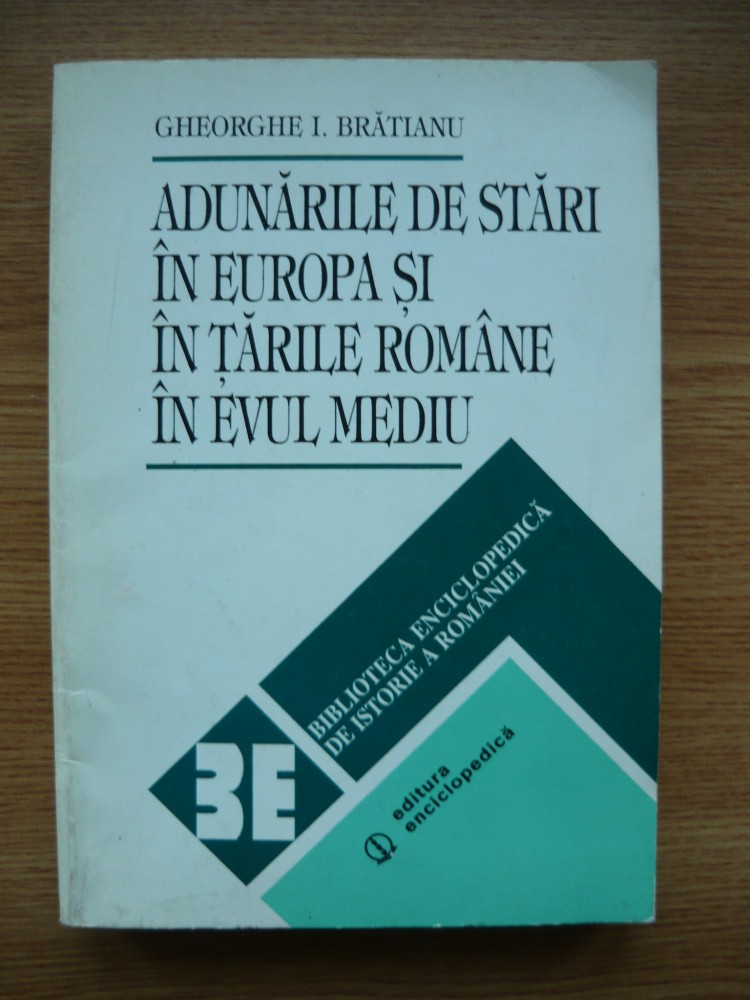 GHEORGHE I. BRĂTIANU
ADUNĂRILE DE STĂRI
ÎN EUROPA ȘI
ÎN ȚĂRILE ROMÂNE
ÎN EVUL MEDIU
BIBLIOTECA ENCICLOPEDICĂ
DE ISTORIE A ROMÂNIEI
BE
editura
enciclopedică